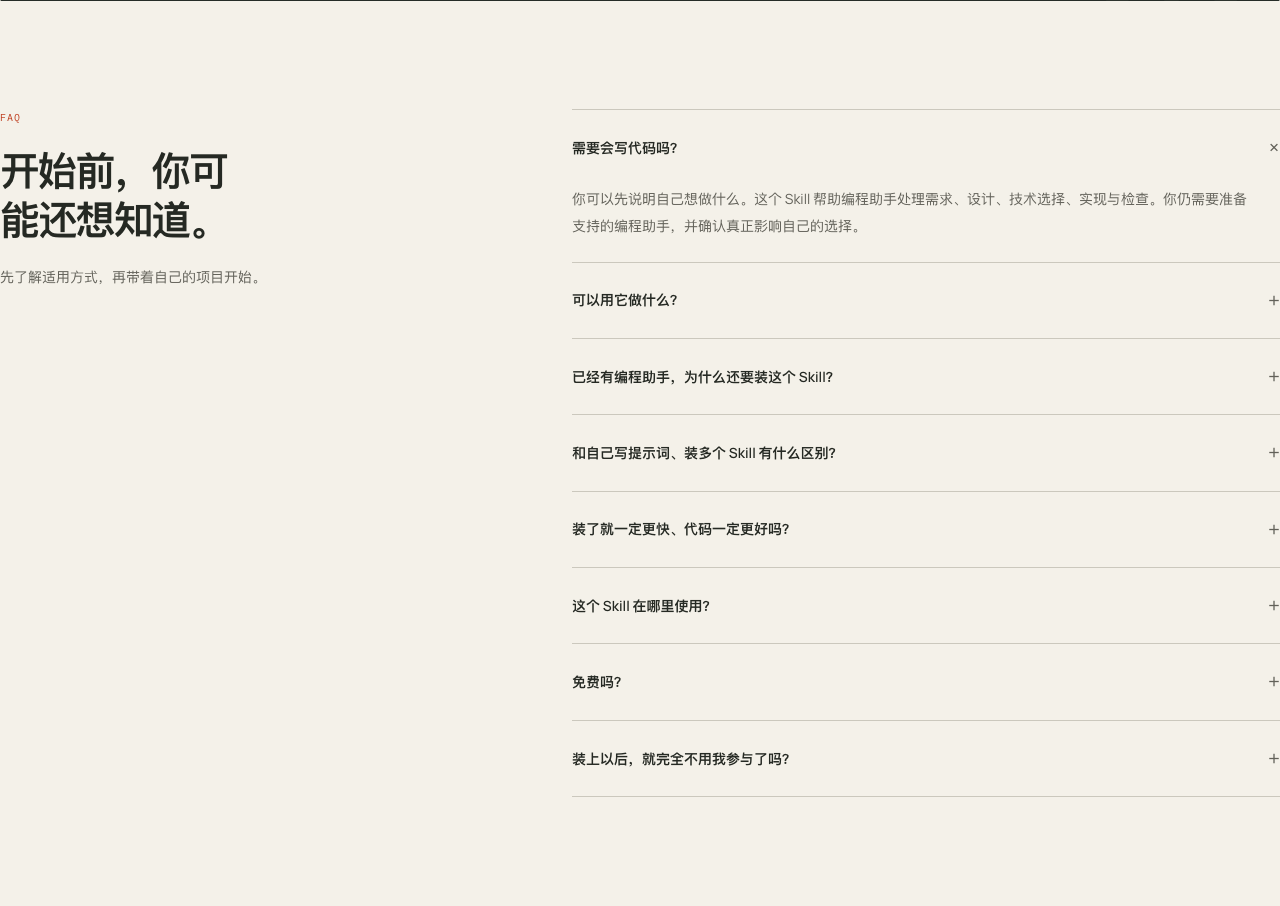 FAQ
开始前，你可
能还想知道。
先了解适用方式，再带着自己的项目开始。
需要会写代码吗?
你可以先说明自己想做什么。这个 Skill 帮助编程助手处理需求、设计、技术选择、实现与检查。你仍需要准备
支持的编程助手，并确认真正影响自己的选择。
可以用它做什么?
已经有编程助手，为什么还要装这个 Skill?
和自己写提示词、装多个 Skill 有什么区别?
装了就一定更快、代码一定更好吗?
这个 Skill 在哪里使用?
免费吗?
装上以后，就完全不用我参与了吗?